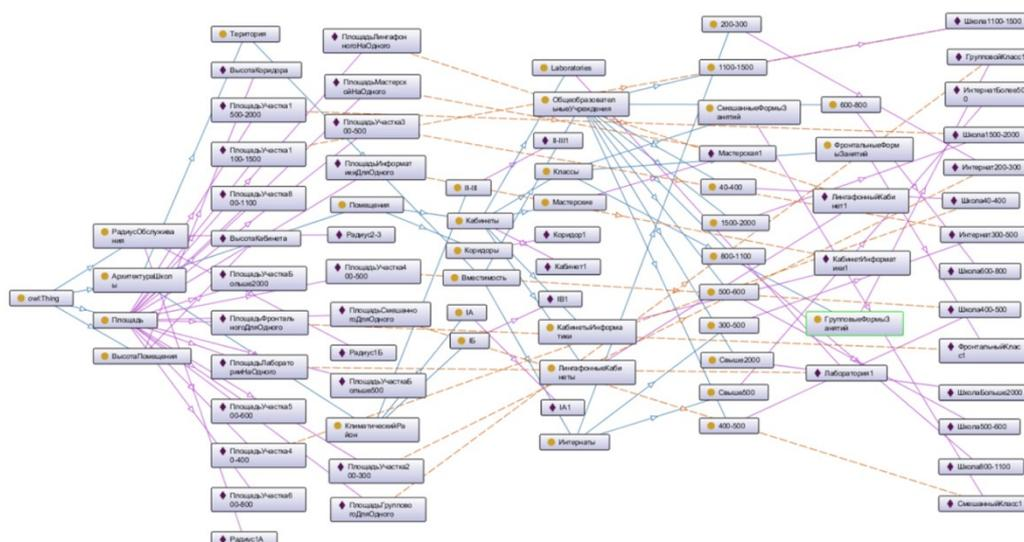 owl:Thing
РадиусОбслужива
ния
АрхитектураШкол
ы
Площадь
ВысотаПомещения
Територия
ВысотаКоридора
ПлощадьУчастка1
500-2000
ПлощадьУчастка1
100-1500
ПлощадьУчастка8
00-1100
ВысотаКабинета
ПлощадьУчасткаБ
ольше2000
ПлощадьФронталь
ногоДляОдного
ПлощадьЛаборато
рииНаОдного
ПлощадьУчастка5
00-600
ПлощадьУчастка4
0-400
ПлощадьУчастка6
00-800
Радиус1А
ПлощадьЛингафон
ногоНаОдного
ПлощадьМастерск
ойНаОдного
ПлощадьУчастка3
00-500
ПлощадьИнформат
икиДляОдного
Помещения
Радиус2-3
ПлощадьУчастка4
00-500
ПлощадьСмешанно
гоДляОдного
Радиус1Б
ПлощадьУчасткаБ
ольше500
КлиматическийРа
йон
ПлощадьУчастка2
00-300
ПлощадьГруппово
гоДляОдного
II-III
Кабинеты
Коридоры
Вместимость
IA
IБ
Laboratories
Общеобразовател
ьныеУчреждения
II-III1
Классы
Мастерские
Коридор1
Кабинет1
IB1
КабинетыИнформа
тики
ЛингафонныеКаби
неты
IA1
Интернаты
200-300
1100-1500
СмешанныеФормыЗ
анятий
Мастерская1
40-400
1500-2000
800-1100
500-600
300-500
Свыше2000
Свыше500
400-500
600-800
ФронтальныеФорм
ыЗанятий
ЛингафонныйКаби
нет1
КабинетИнформат
ики1
ГрупповыеФормыЗ
анятий
Лаборатория1
Школа1100-1500
ГрупповойКласс1
ИнтернатБолее50
0
Школа1500-2000
Интернат200-300
Школа40-400
Интернат300-500
Школа600-800
Школа400-500
ФронтальныйКлас
с1
ШколаБольше2000
Школа500-600
Школа800-1100
СмешанныйКласс1